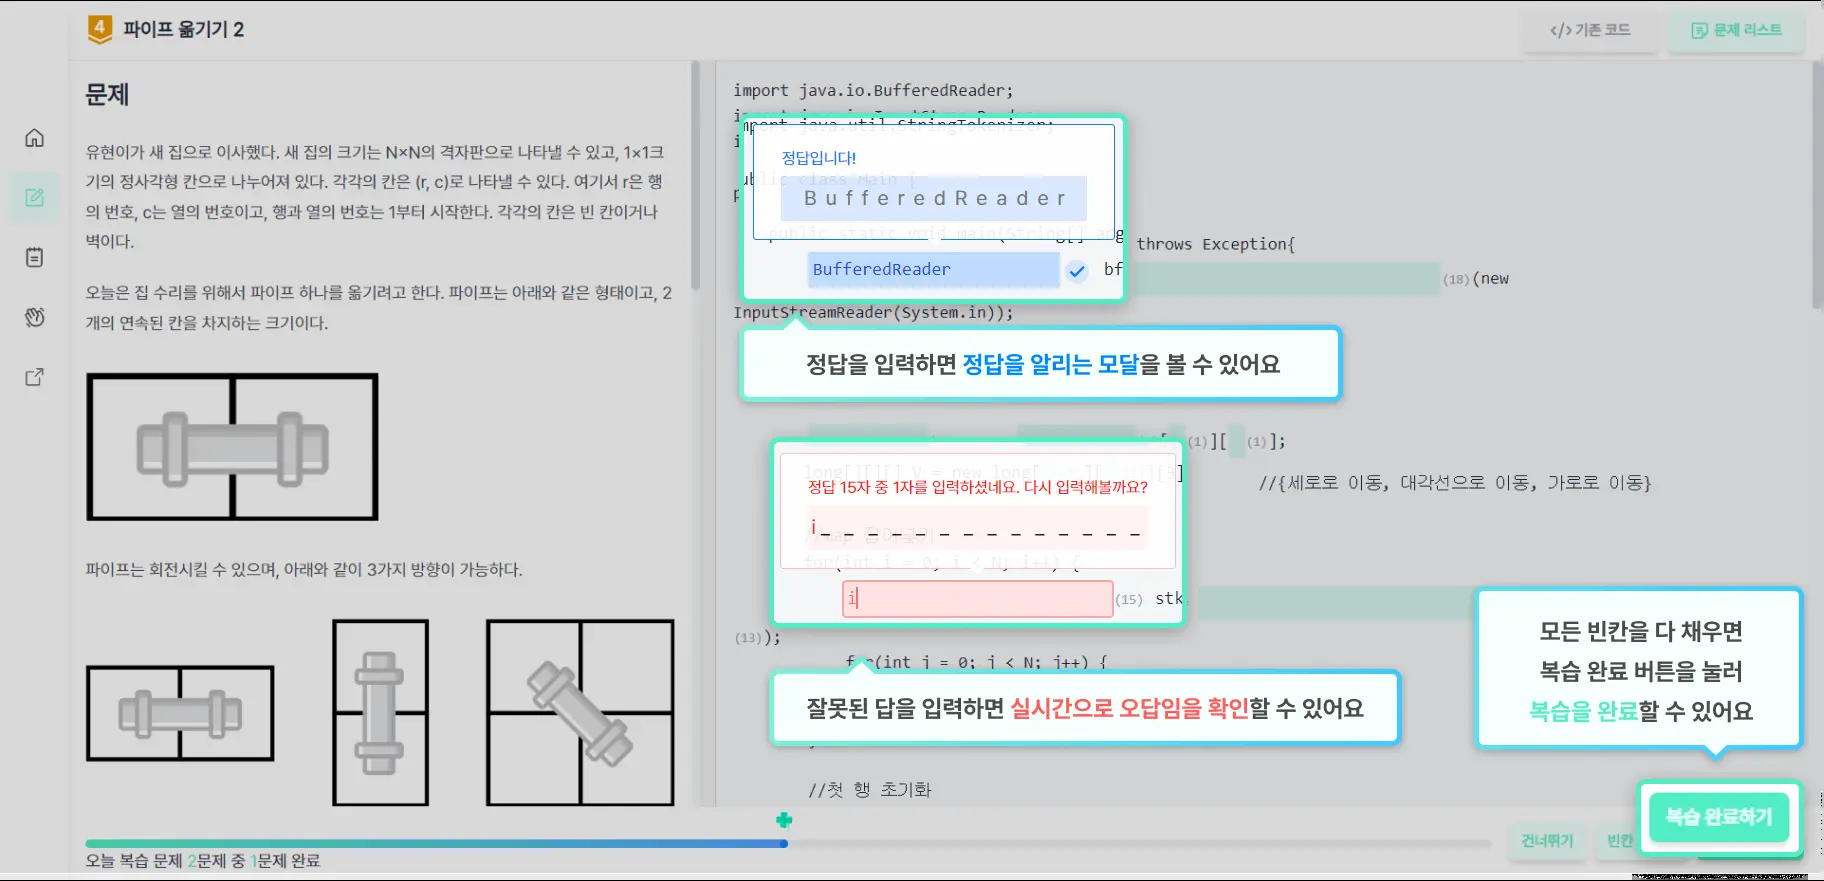 4 파이프 옮기기 2
</> 기존 코드
문제 리스트
문제
유현이가 새 집으로 이사했다. 새 집의 크기는 N×N의 격자판으로 나타낼 수 있고, 1×1크
기의 정사각형 칸으로 나누어져 있다. 각각의 칸은 (r, c)로 나타낼 수 있다. 여기서 r은 행
의 번호, c는 열의 번호이고, 행과 열의 번호는 1부터 시작한다. 각각의 칸은 빈 칸이거나
벽이다.
오늘은 집 수리를 위해서 파이프 하나를 옮기려고 한다. 파이프는 아래와 같은 형태이고, 2
개의 연속된 칸을 차지하는 크기이다.
파이프는 회전시킬 수 있으며, 아래와 같이 3가지 방향이 가능하다.
오늘 복습 문제 2문제 중 1문제 완료
import java.io.BufferedReader;
import java.util.StringTokenizer;
정답입니다!
public class Main {
BufferedReader
public static void main(String[] arg throws Exception{
BufferedReader bf (18)(new
InputStreamReader(System.in));
정답을 입력하면 정답을 알리는 모달을 볼 수 있어요
[ (1)][ (1)];
long[][][] V = new long[ ][ ][3]
//{세로로 이동, 대각선으로 이동, 가로로 이동}
정답 15자 중 1자를 입력하셨네요. 다시 입력해볼까요?
i_ _ _ _ _ _ _ _ _ _ _ _ _ _
for(int i = 0; i < N; i++) {
i (15) stk
(13));
for(int j = 0; j < N; j++) {
잘못된 답을 입력하면 실시간으로 오답임을 확인할 수 있어요
//첫 행 초기화
모든 빈칸을 다 채우면
복습 완료 버튼을 눌러
복습을 완료할 수 있어요
건너뛰기
빈칸
복습 완료하기